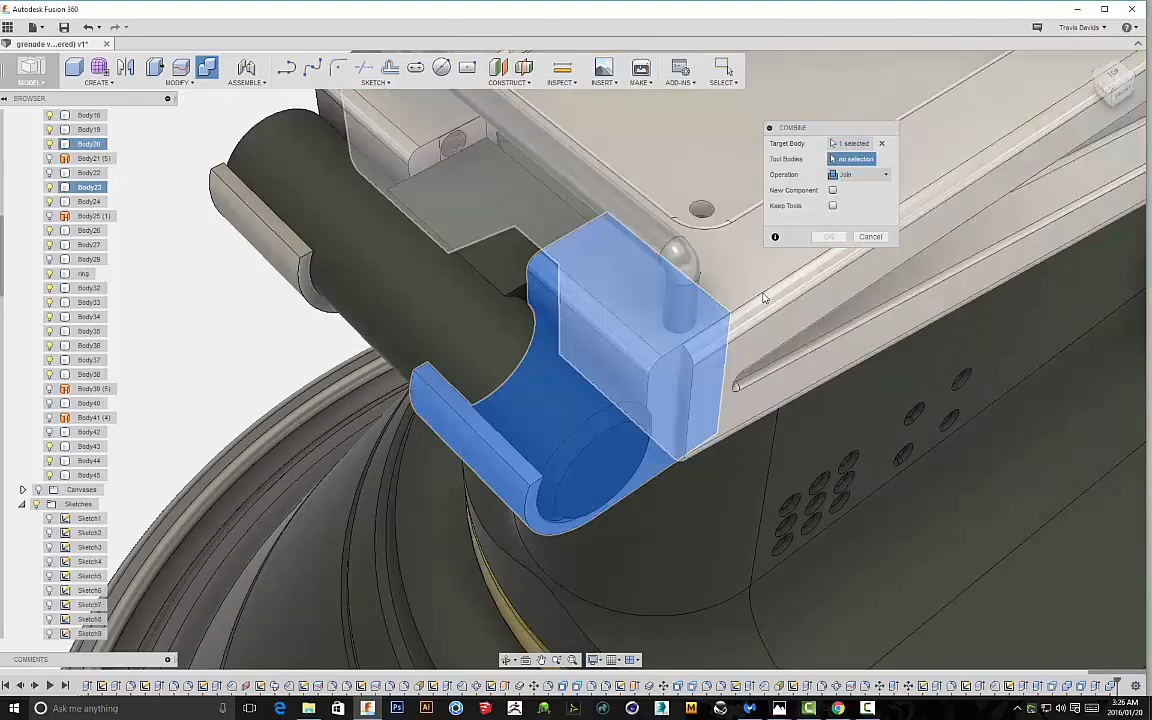 Autodesk Fusion 360
Travis Davids
grenade v...ered) v1*
MODEL
CREATE
MODIFY
ASSEMBLE
SKETCH
CONSTRUCT
INSPECT
INSERT
MAKE
ADD-INS
SELECT
BROWSER
TOP
FRONT
Body16
Body19
Body20
Body21 (5)
Body22
Body23
Body24
Body25 (1)
Body26
Body27
Body29
ring
Body32
Body33
Body34
Body35
Body36
Body37
Body38
Body39 (5)
Body40
Body41 (4)
Body42
Body43
Body44
Body45
Canvases
Sketches
Sketch1
Sketch2
Sketch3
Sketch4
Sketch5
Sketch6
Sketch7
Sketch8
Sketch9
COMBINE
Target Body 1 selected
Tool Bodies no selection
Operation Join
New Component
Keep Tools
OK Cancel
COMMENTS
Ask me anything
3:26 AM
2016/01/20